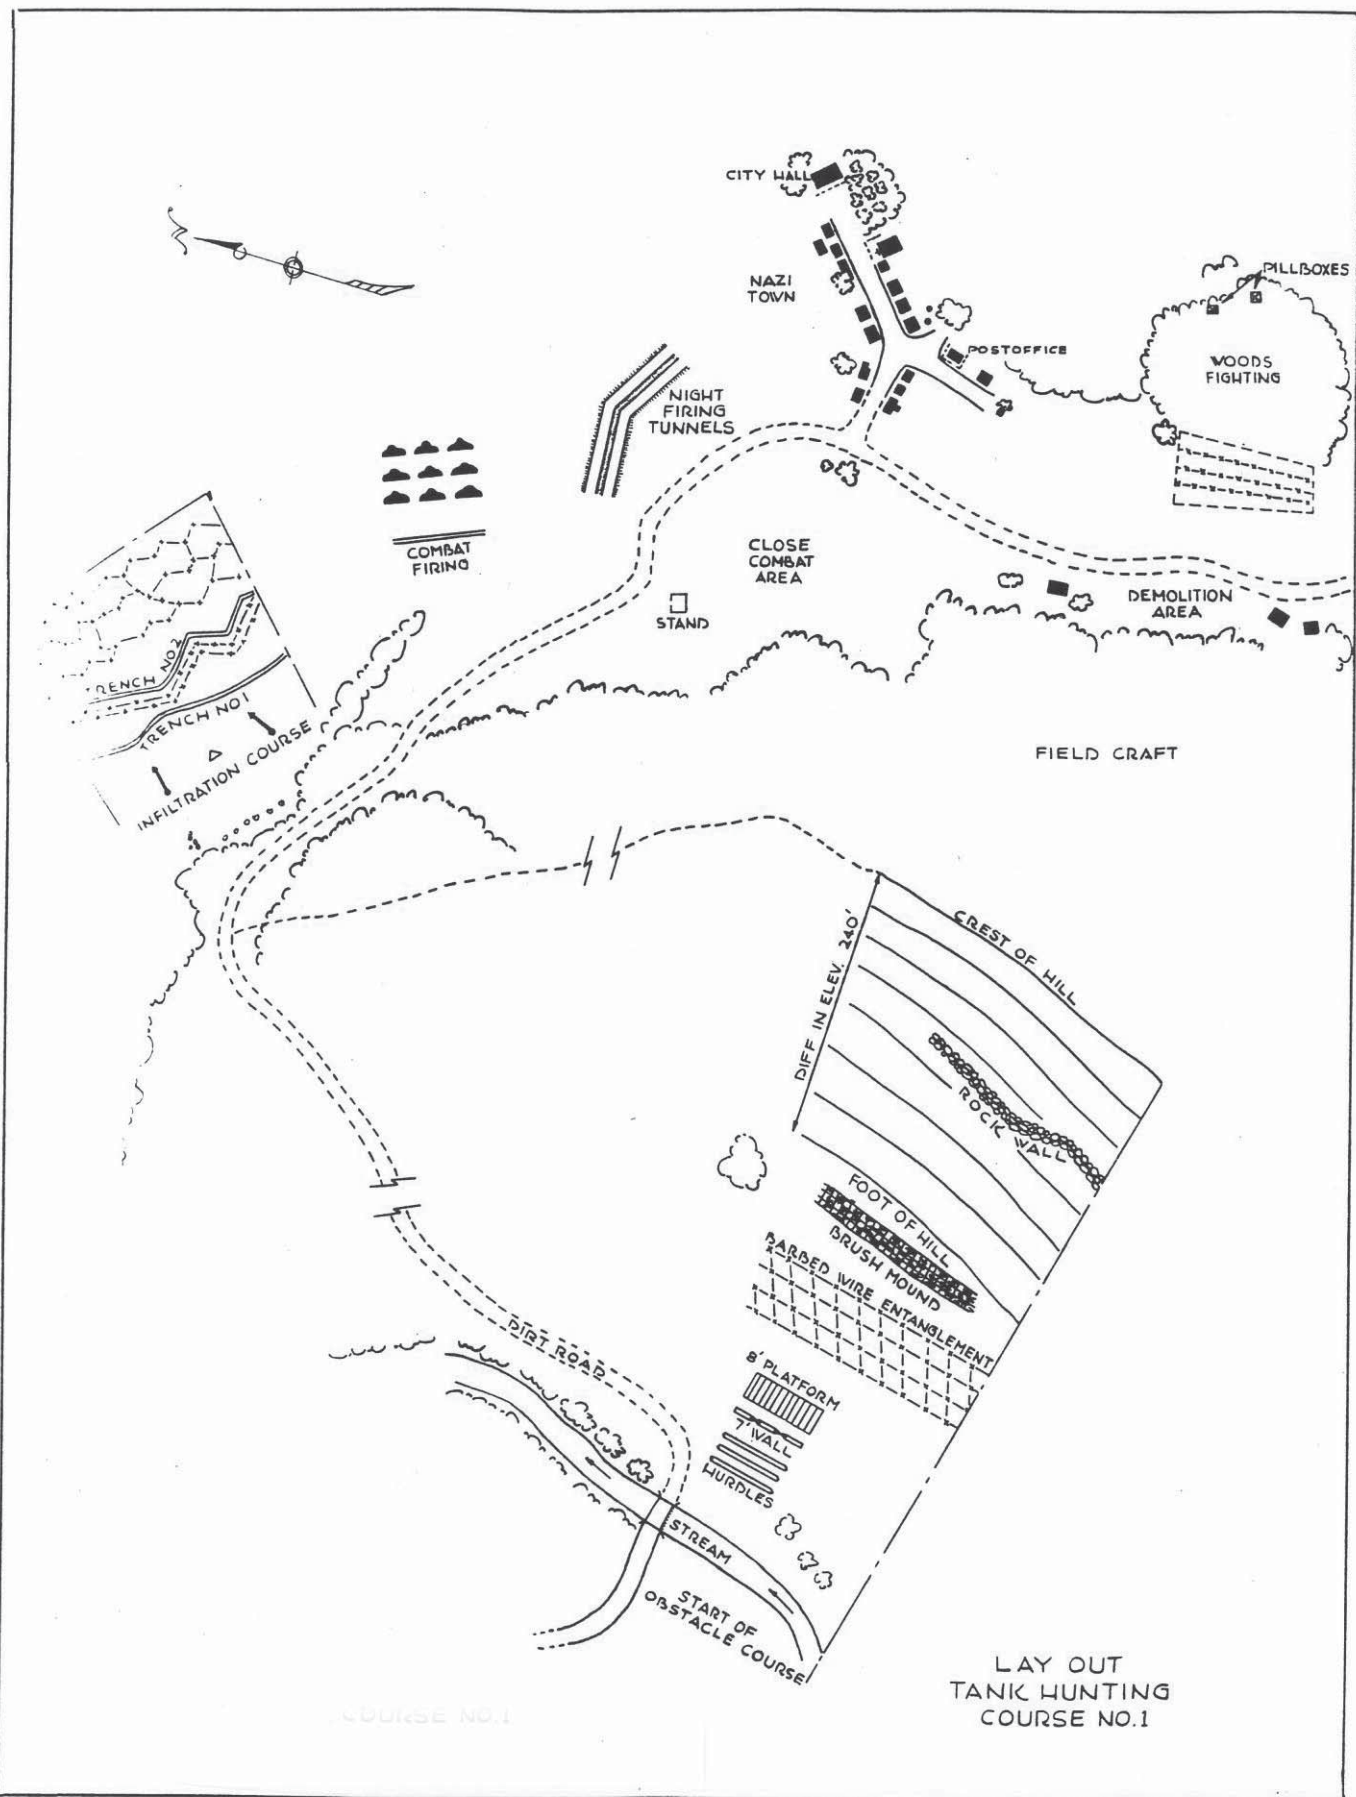 CITY HALL
NAZI
TOWN
PILLBOXES
POSTOFFICE
WOODS
FIGHTING
NIGHT
FIRING
TUNNELS
COMBAT
FIRING
CLOSE
COMBAT
AREA
STAND
DEMOLITION
AREA
RENCH NO.2
TRENCH NO1
INFILTRATION COURSE
FIELD CRAFT
CREST OF HILL
DIFF IN ELEV. 240'
ROCK WALL
FOOT OF HILL
BRUSH MOUND
BARBED WIRE ENTANGLEMENT
8' PLATFORM
7' WALL
HURDLES
DIRT ROAD
STREAM
START OF
OBSTACLE COURSE
LAY OUT
TANK HUNTING
COURSE NO.1
COURSE NO.1